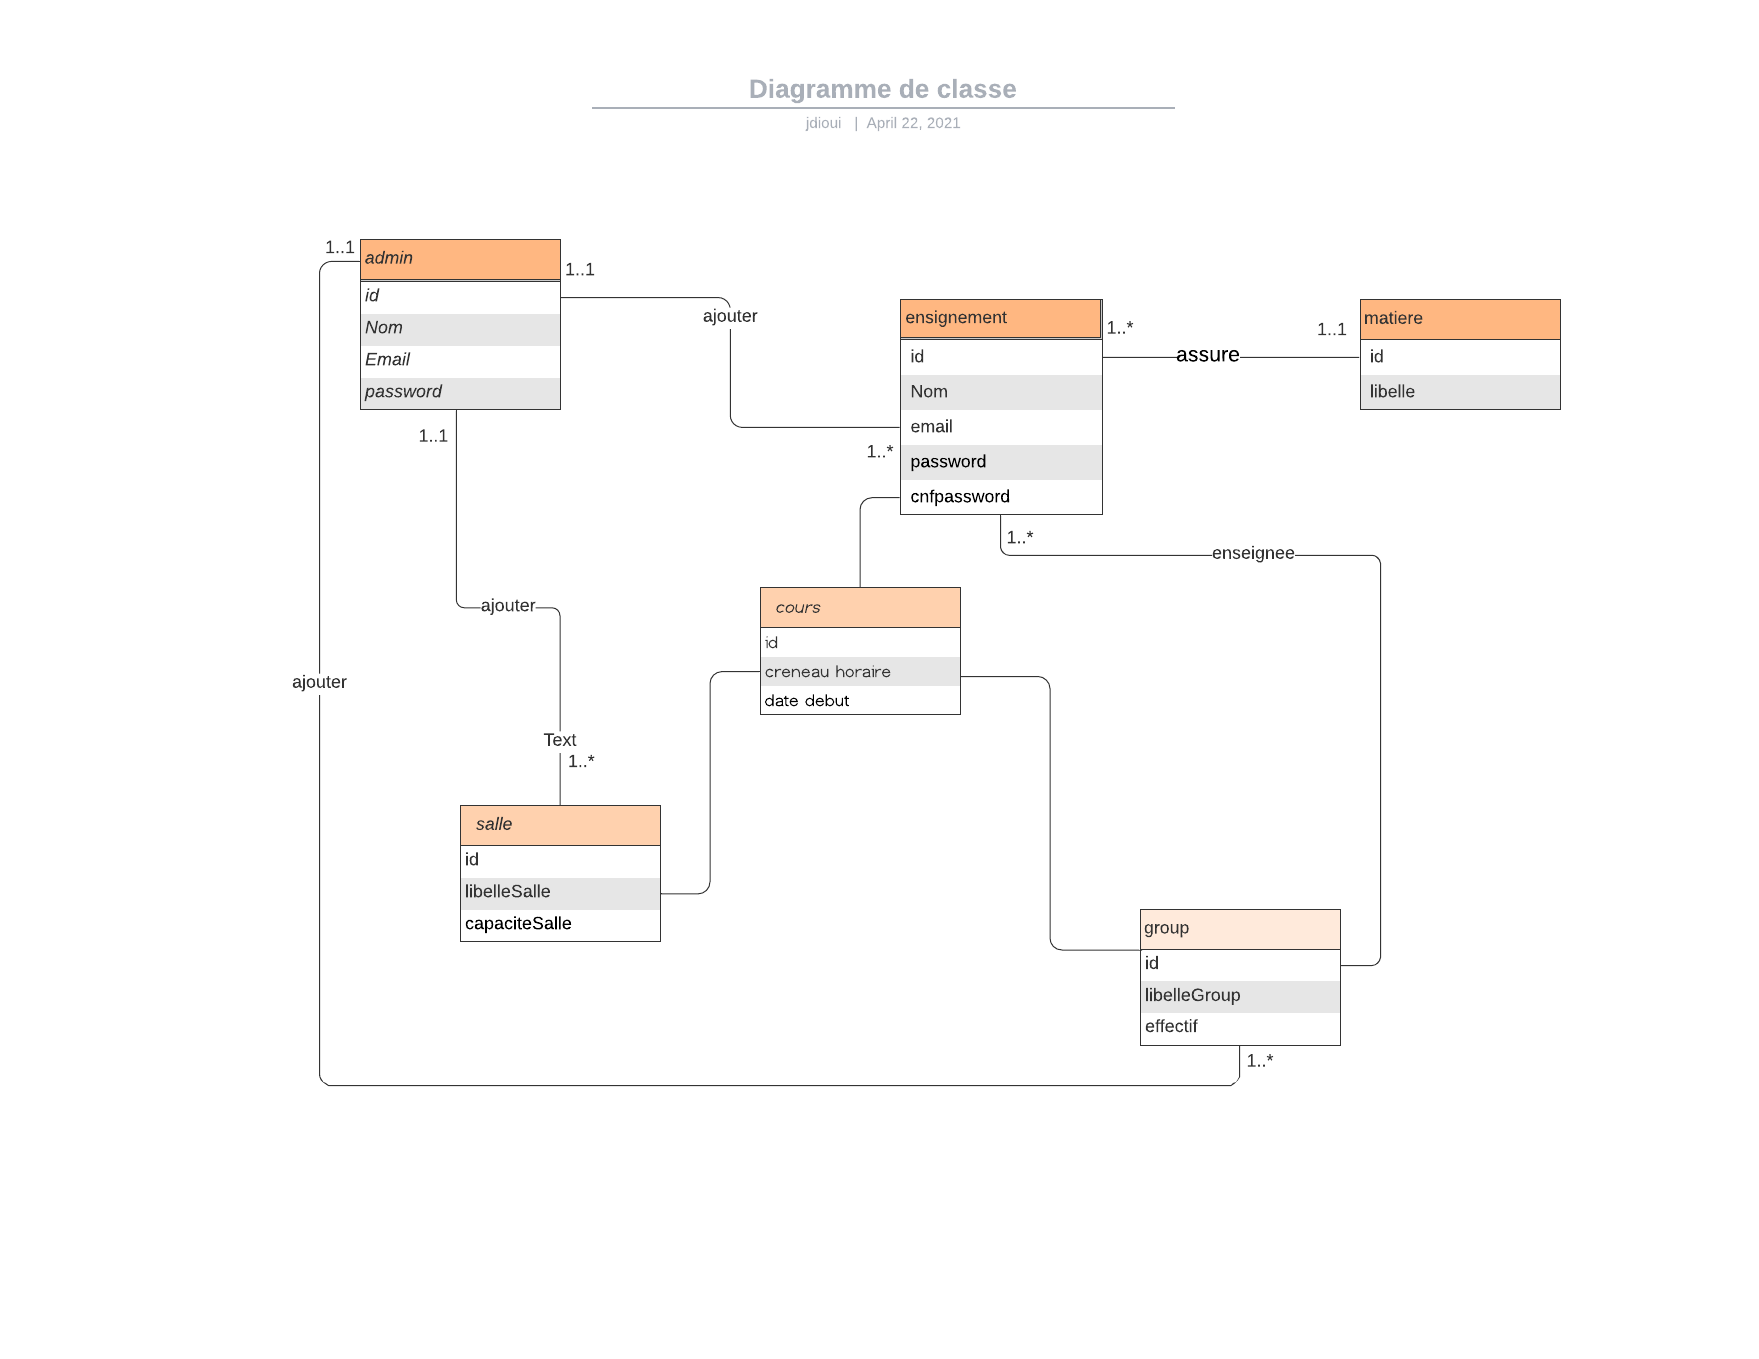 Diagramme de classe
jdioui | April 22, 2021
1..1
admin
id
Nom
Email
password
1..1
ajouter
1..1
ensignement
id
Nom
email
password
cnfpassword
1..*
1..*
assure
1..1
matiere
id
libelle
1..*
enseignee
ajouter
cours
id
creneau horaire
date debut
ajouter
Text
1..*
salle
id
libelleSalle
capaciteSalle
group
id
libelleGroup
effectif
1..*